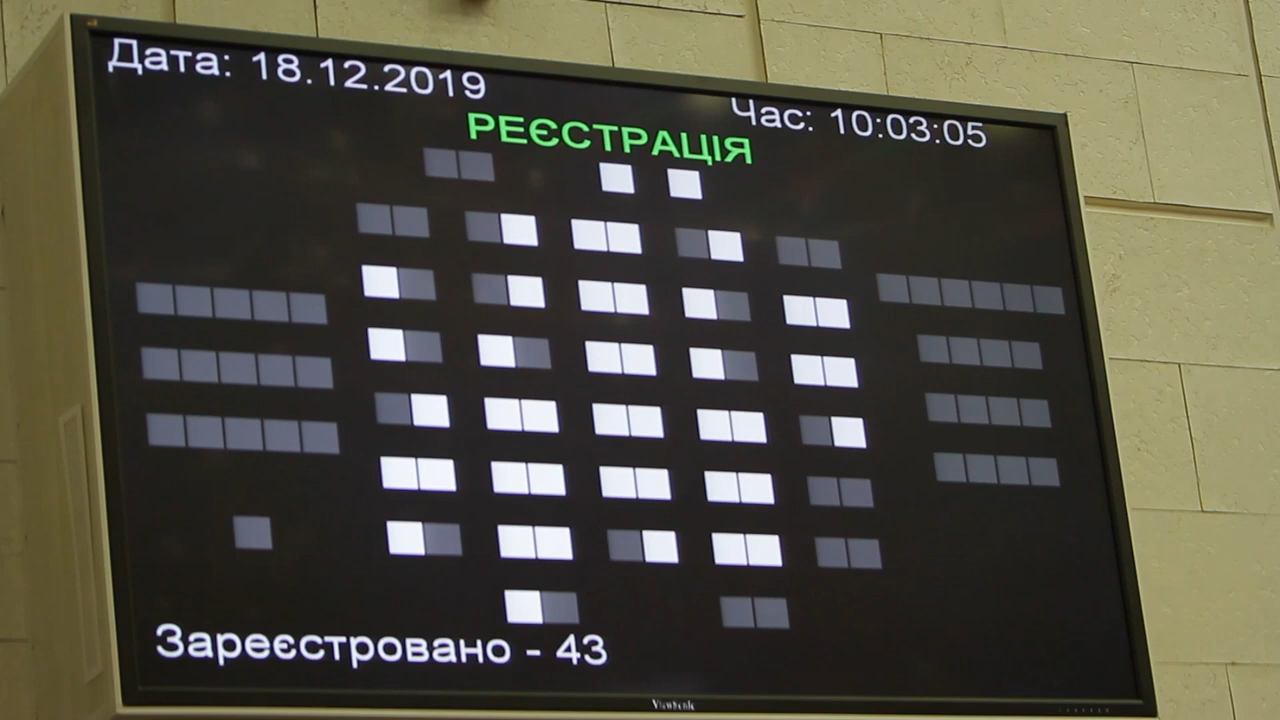 Дата: 18.12.2019
Час: 10:03:05
РЕЄСТРАЦІЯ
Зареєстровано - 43
ViewSonic